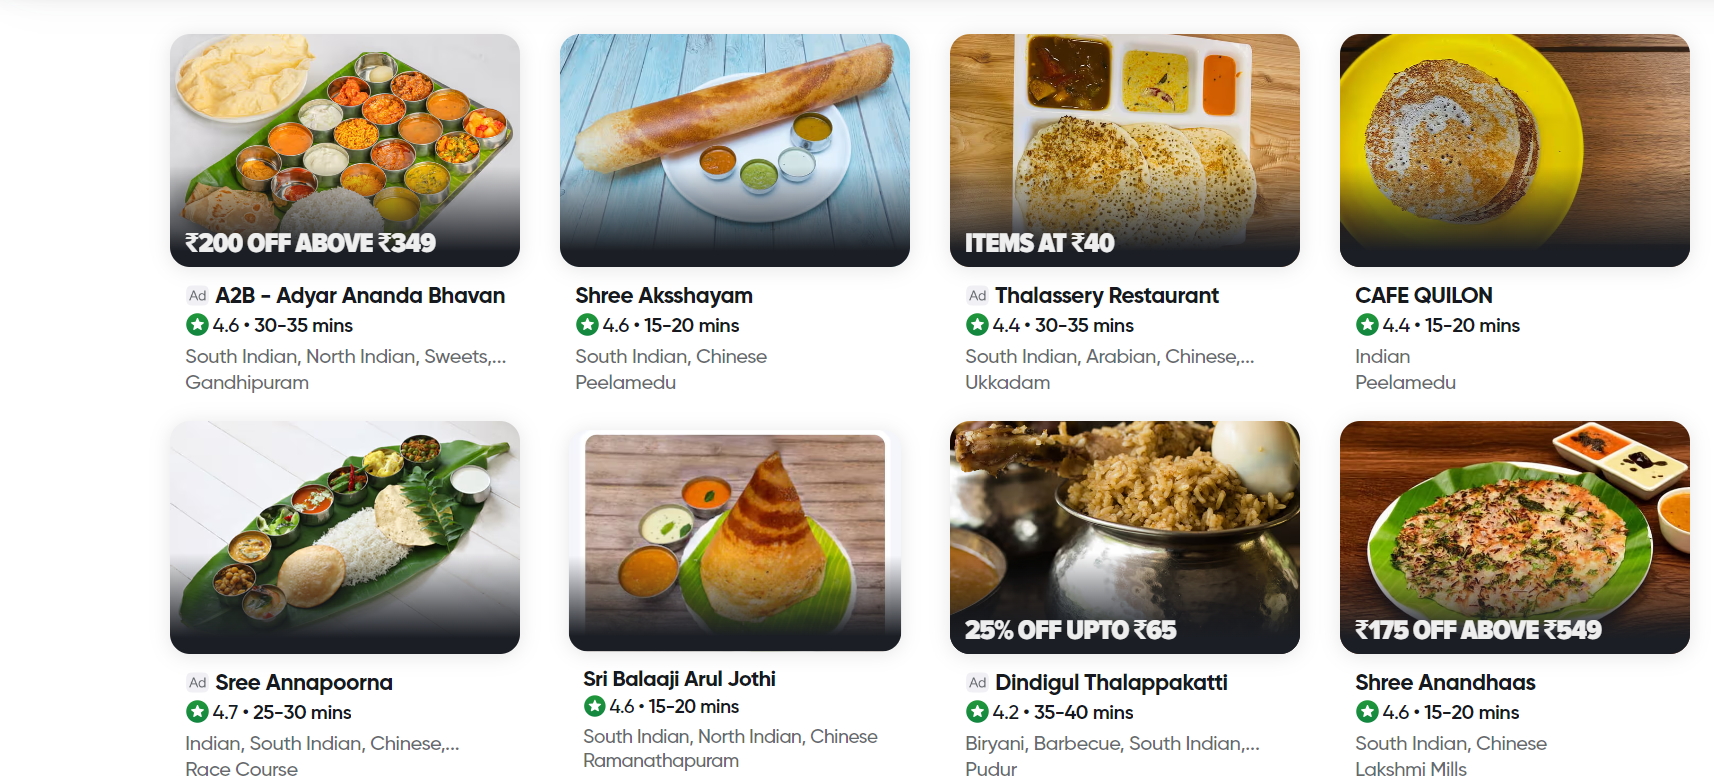 ₹200 OFF ABOVE ₹349
Ad A2B - Adyar Ananda Bhavan
4.6 • 30-35 mins
South Indian, North Indian, Sweets,...
Gandhipuram
Shree Aksshayam
4.6 • 15-20 mins
South Indian, Chinese
Peelamedu
ITEMS AT ₹40
Ad Thalassery Restaurant
4.4 • 30-35 mins
South Indian, Arabian, Chinese,...
Ukkadam
CAFE QUILON
4.4 • 15-20 mins
Indian
Peelamedu
Ad Sree Annapoorna
4.7 • 25-30 mins
Indian, South Indian, Chinese,...
Race Course
Sri Balaaji Arul Jothi
4.6 • 15-20 mins
South Indian, North Indian, Chinese
Ramanathapuram
25% OFF UPTO ₹65
Ad Dindigul Thalappakatti
4.2 • 35-40 mins
Biryani, Barbecue, South Indian,...
Pudur
₹175 OFF ABOVE ₹549
Shree Anandhaas
4.6 • 15-20 mins
South Indian, Chinese
Lakshmi Mills